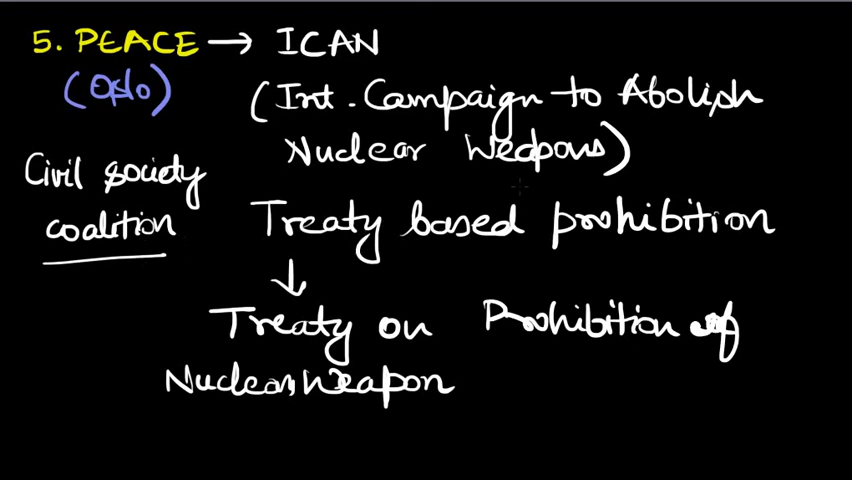 5. PEACE → ICAN
(Oslo)
(Int. Campaign to Abolish
Nuclear Weapons)
Civil society
coalition
Treaty based prohibition
↓
Treaty on Prohibition of
Nuclear Weapon